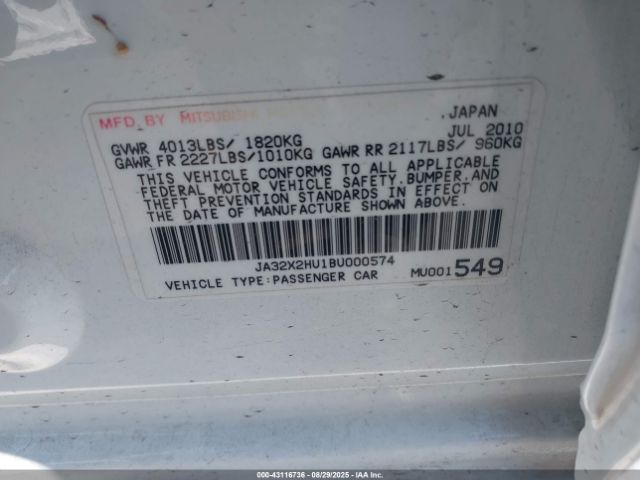 MFD. BY MITSUBISHI JAPAN
JUL 2010
GVWR 4013LBS/ 1820KG
GAWR FR 2227LBS/1010KG GAWR RR 2117LBS/ 960KG
THIS VEHICLE CONFORMS TO ALL APPLICABLE
FEDERAL MOTOR VEHICLE SAFETY, BUMPER, AND
THEFT PREVENTION STANDARDS IN EFFECT ON
THE DATE OF MANUFACTURE SHOWN ABOVE.
JA32X2HU1BU000574
VEHICLE TYPE:PASSENGER CAR MU001549
000-43116736 - 08/29/2025 - IAAI.COM